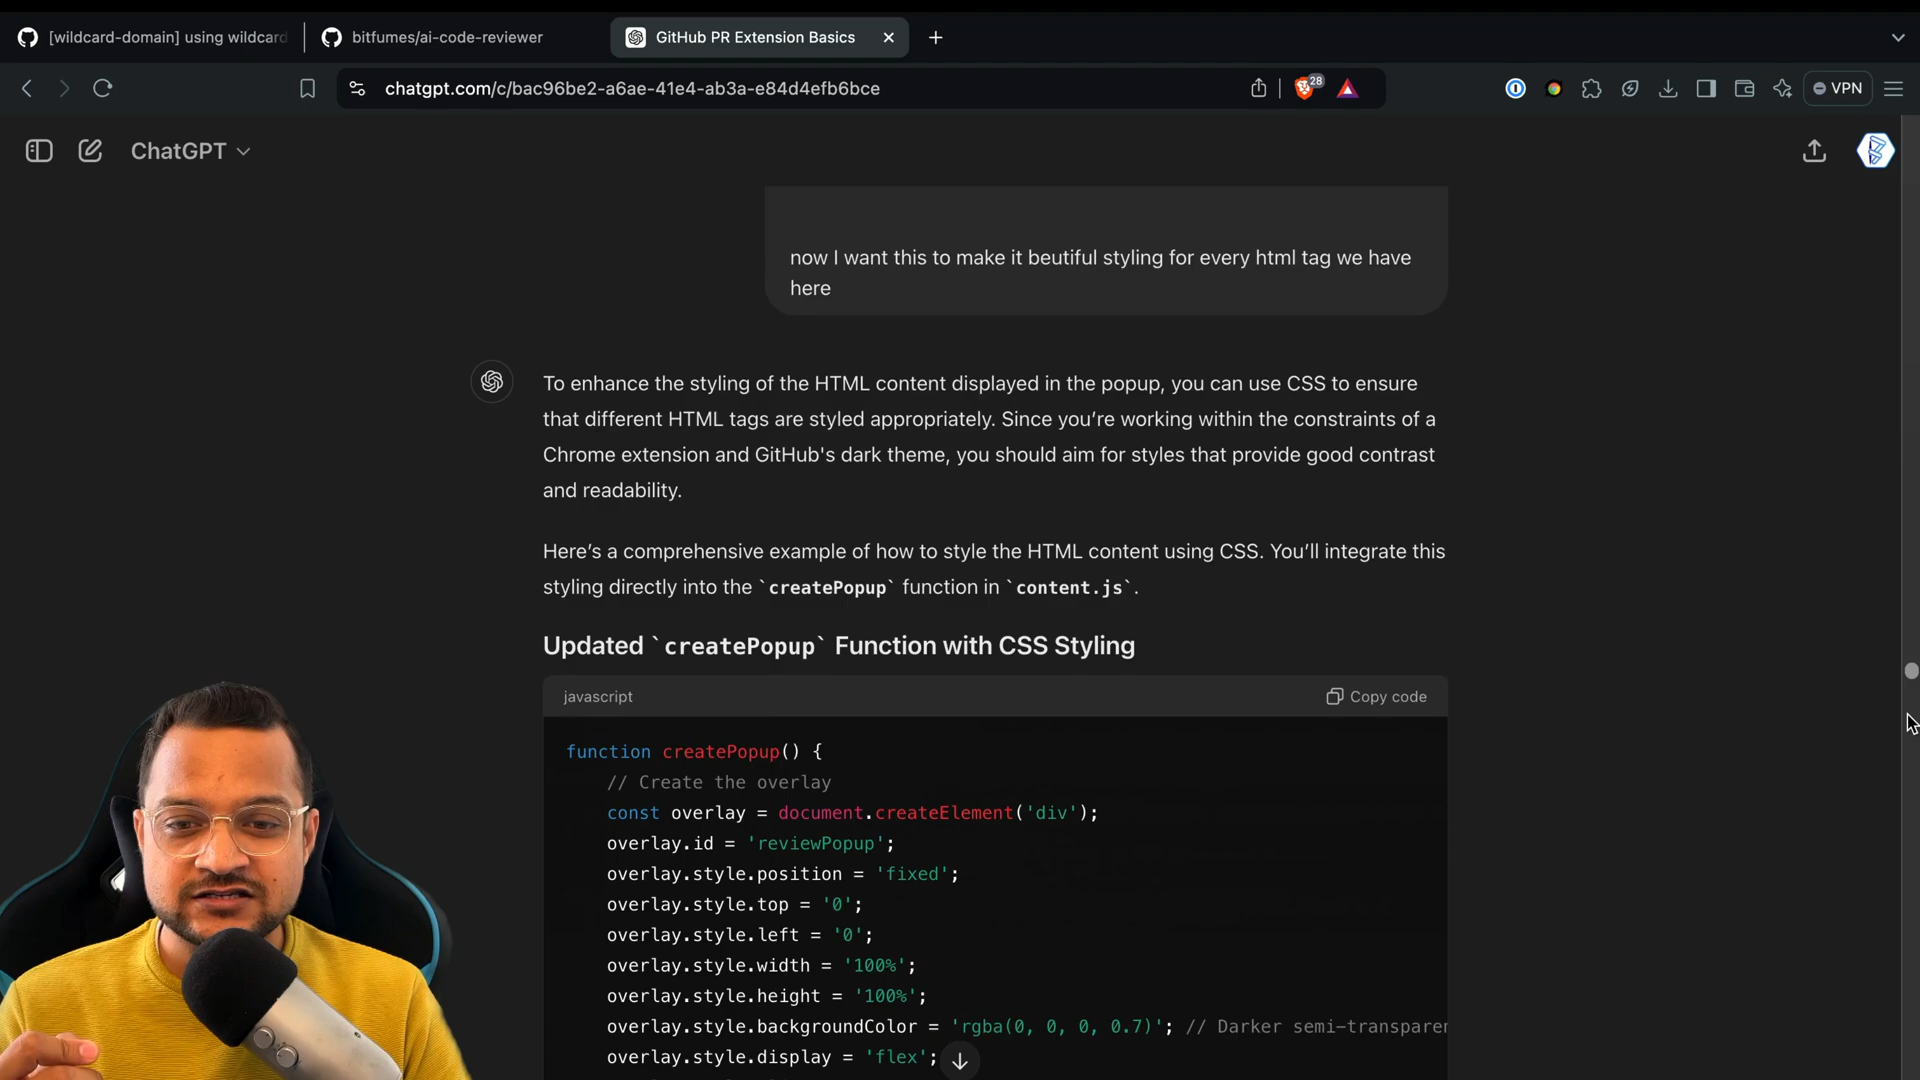 [wildcard-domain] using wildcard
bitfumes/ai-code-reviewer
GitHub PR Extension Basics
chatgpt.com/c/bac96be2-a6ae-41e4-ab3a-e84d4efb6bce
28
VPN
ChatGPT
now I want this to make it beutiful styling for every html tag we have
here
To enhance the styling of the HTML content displayed in the popup, you can use CSS to ensure
that different HTML tags are styled appropriately. Since you’re working within the constraints of a
Chrome extension and GitHub's dark theme, you should aim for styles that provide good contrast
and readability.
Here’s a comprehensive example of how to style the HTML content using CSS. You’ll integrate this
styling directly into the `createPopup` function in `content.js`.
Updated `createPopup` Function with CSS Styling
javascript
Copy code
function createPopup() {
// Create the overlay
const overlay = document.createElement('div');
overlay.id = 'reviewPopup';
overlay.style.position = 'fixed';
overlay.style.top = '0';
overlay.style.left = '0';
overlay.style.width = '100%';
overlay.style.height = '100%';
overlay.style.backgroundColor = 'rgba(0, 0, 0, 0.7)'; // Darker semi-transparen
overlay.style.display = 'flex';